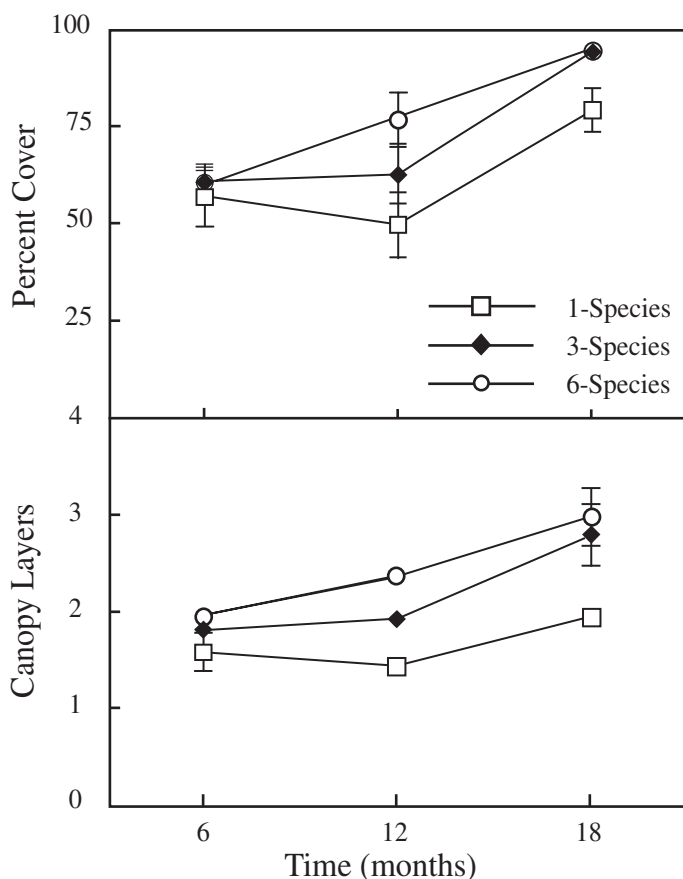 100
75
50
25
Percent Cover
1-Species
3-Species
6-Species
4
3
2
1
0
Canopy Layers
6 12 18
Time (months)